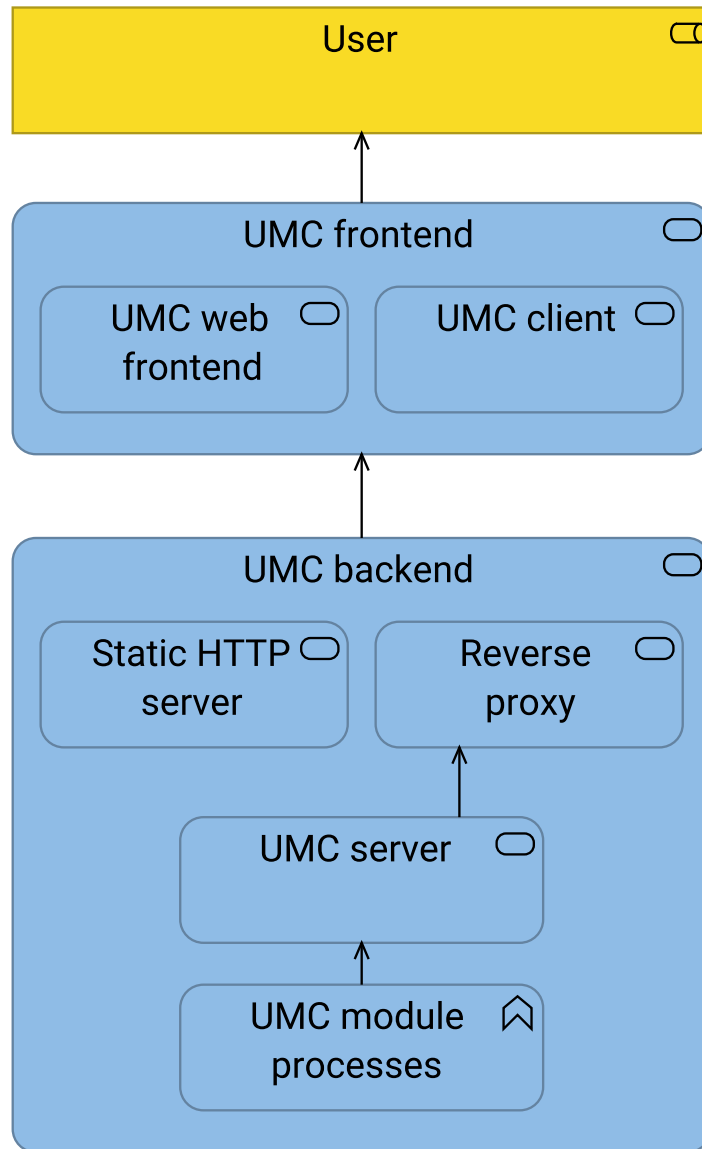 User
UMC frontend
UMC web
frontend
UMC client
UMC backend
Static HTTP
server
Reverse
proxy
UMC server
UMC module
processes